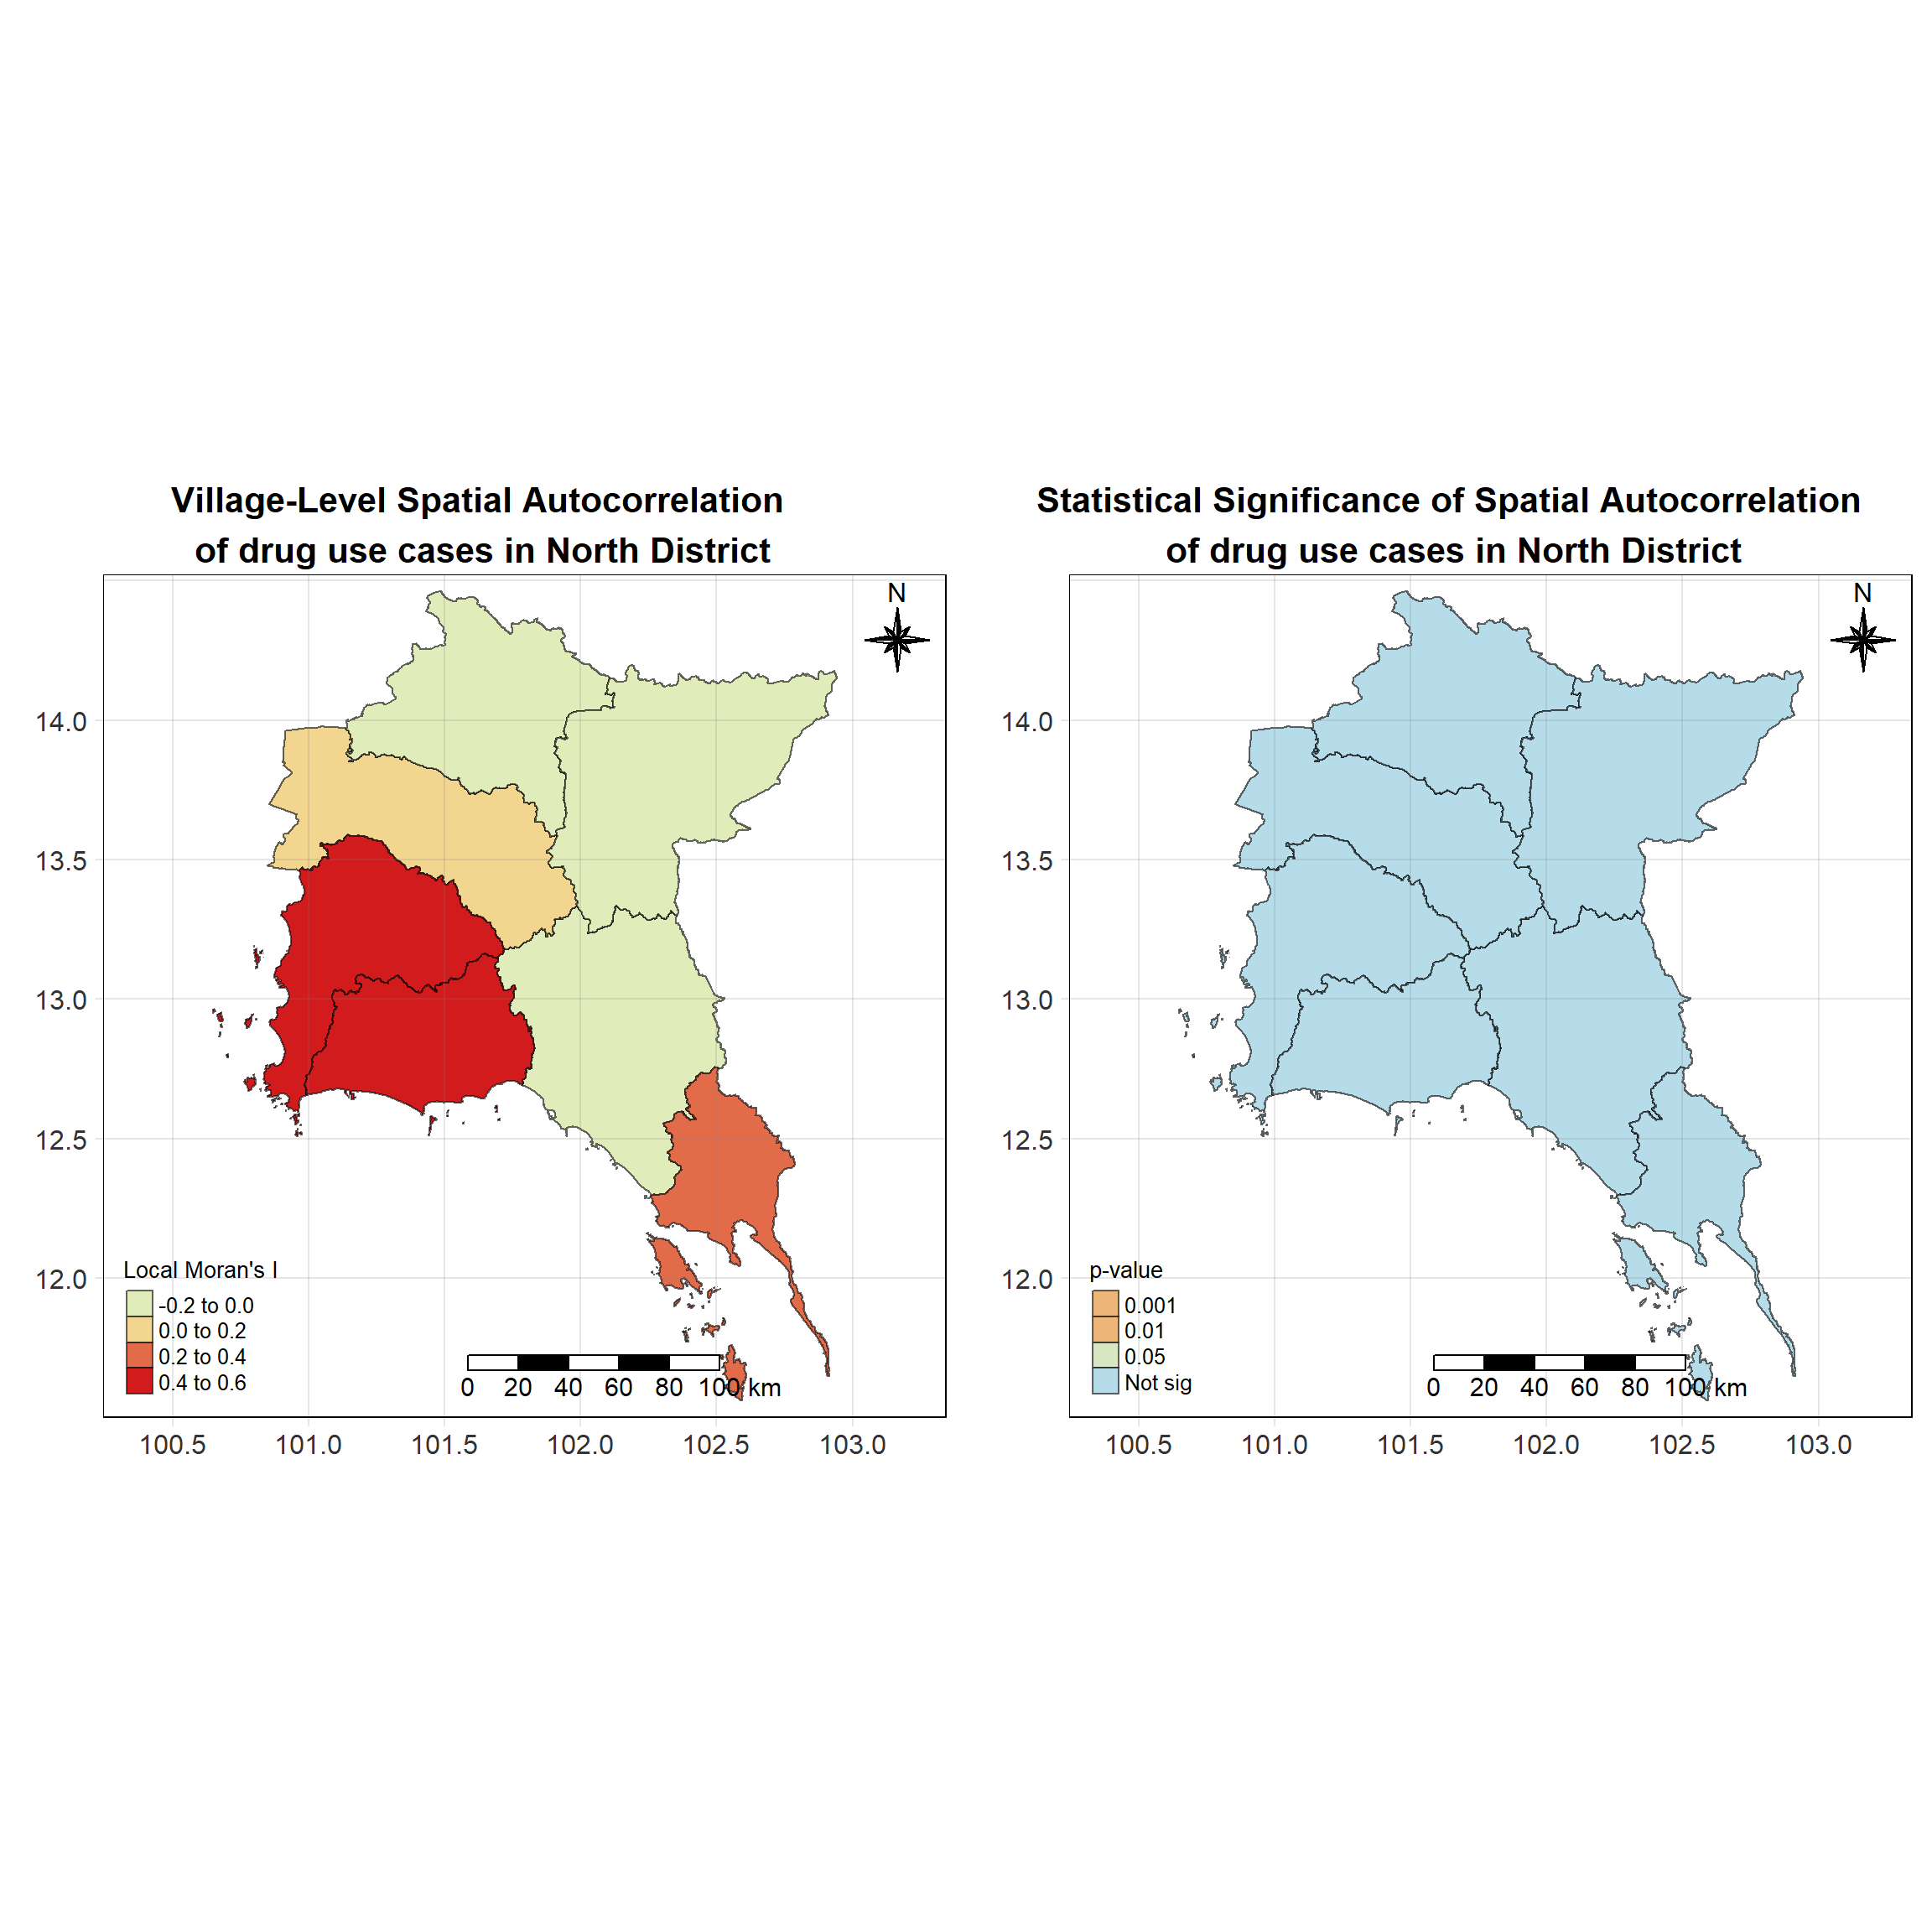 Village-Level Spatial Autocorrelation
of drug use cases in North District
N
14.0
13.5
13.0
12.5
12.0
Local Moran's I
-0.2 to 0.0
0.0 to 0.2
0.2 to 0.4
0.4 to 0.6
0 20 40 60 80 100 km
100.5 101.0 101.5 102.0 102.5 103.0
Statistical Significance of Spatial Autocorrelation
of drug use cases in North District
N
14.0
13.5
13.0
12.5
12.0
p-value
0.001
0.01
0.05
Not sig
0 20 40 60 80 100 km
100.5 101.0 101.5 102.0 102.5 103.0